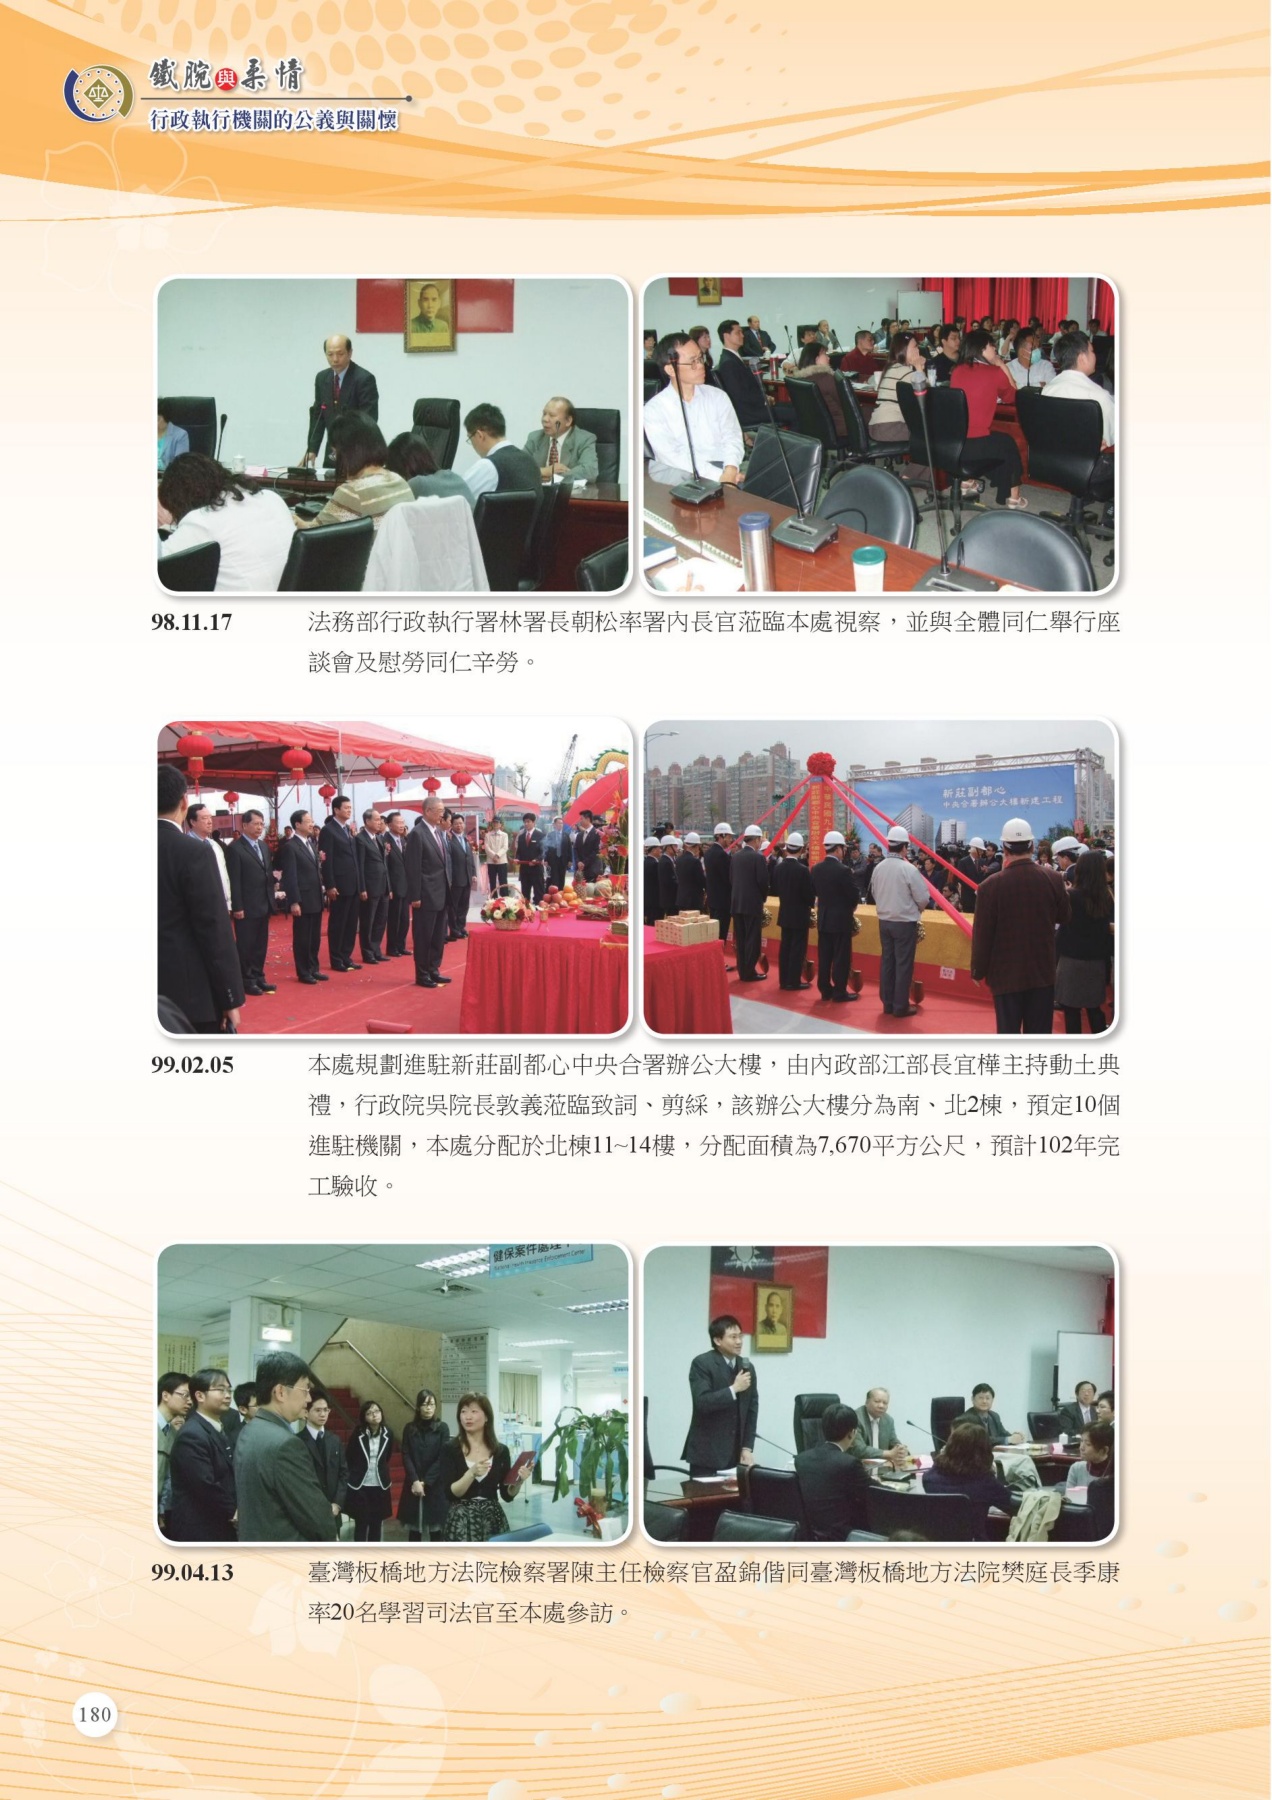 鐵腕與柔情
行政執行機關的公義與關懷
98.11.17 法務部行政執行署林署長朝松率署內長官蒞臨本處視察，並與全體同仁舉行座
談會及慰勞同仁辛勞。
新莊副都心
中央合署辦公大樓新建工程
99.02.05 本處規劃進駐新莊副都心中央合署辦公大樓，由內政部江部長宜樺主持動土典
禮，行政院吳院長敦義蒞臨致詞、剪綵，該辦公大樓分為南、北2棟，預定10個
進駐機關，本處分配於北棟11~14樓，分配面積為7,670平方公尺，預計102年完
工驗收。
健保案件處理中
National Health Insurance Enforcement Center
99.04.13 臺灣板橋地方法院檢察署陳主任檢察官盈錦偕同臺灣板橋地方法院樊庭長季康
率20名學習司法官至本處參訪。
180